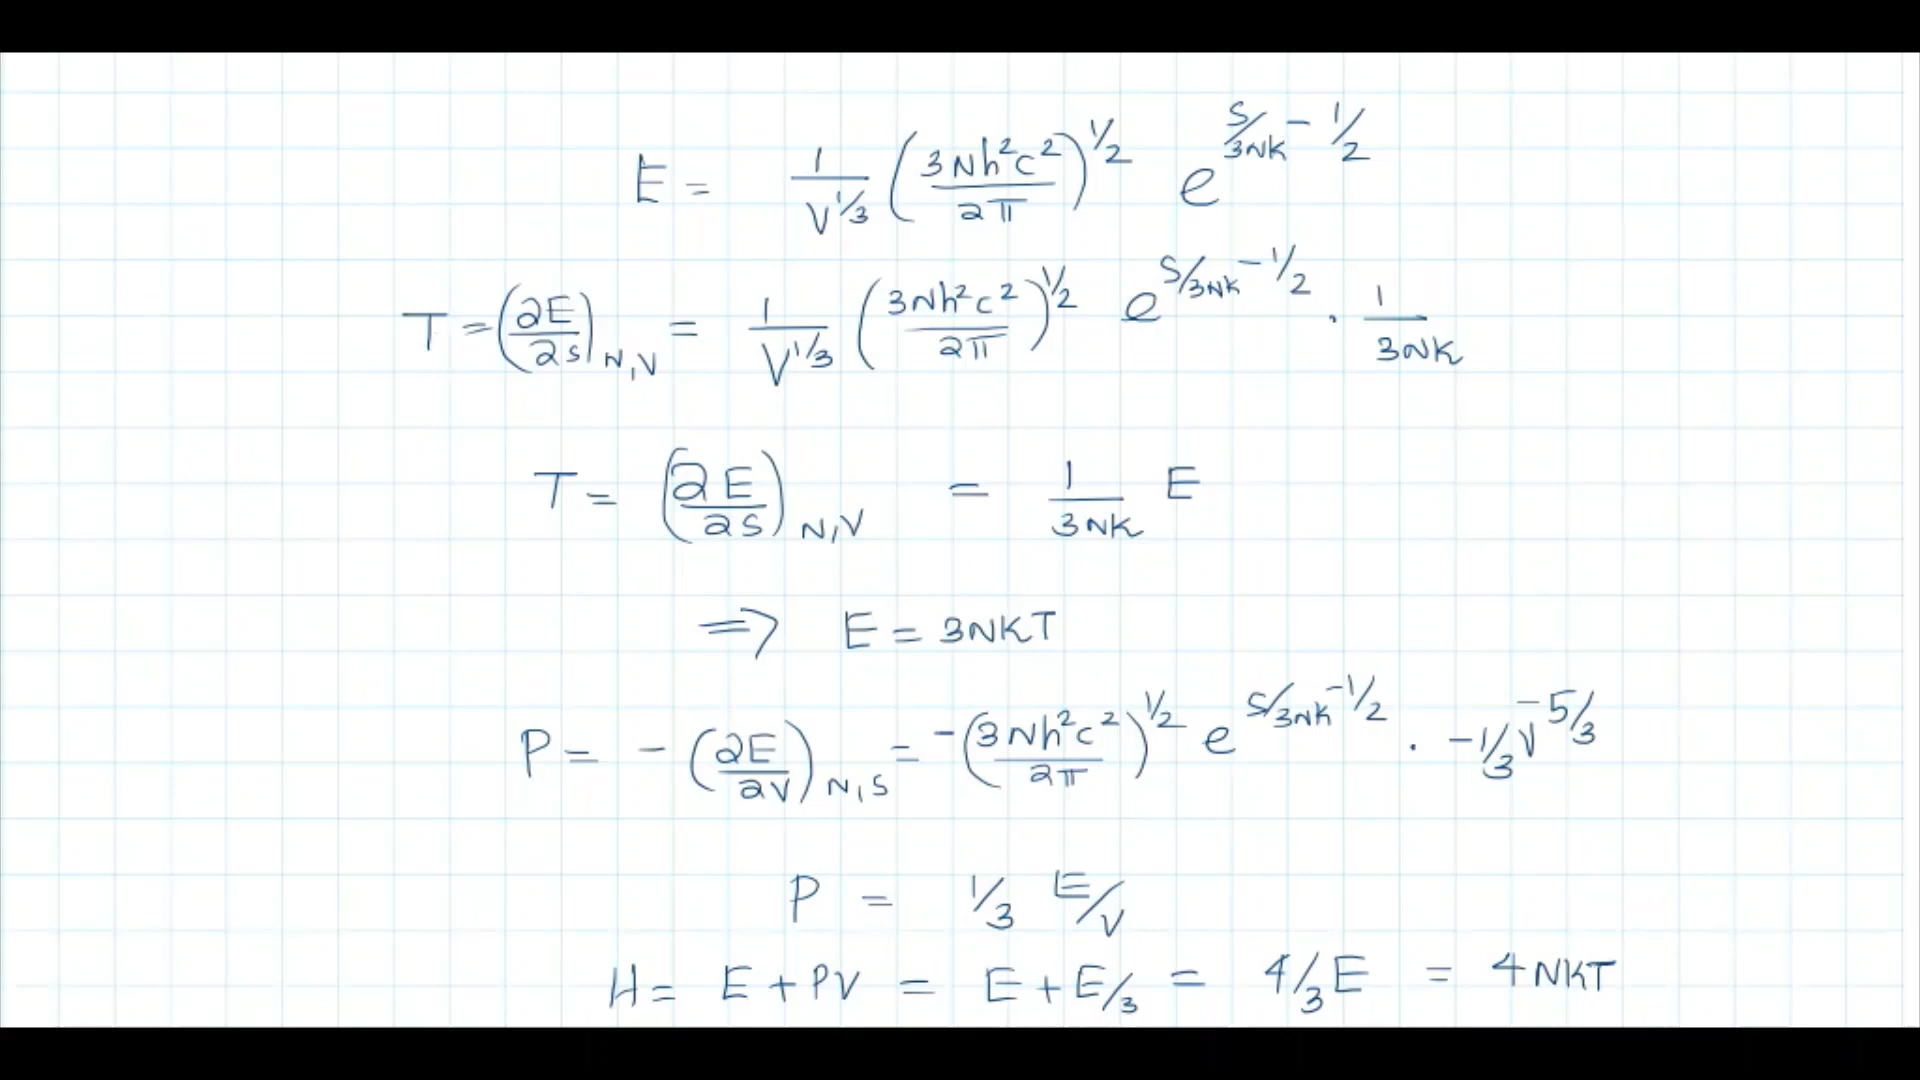 E = 1/V^{1/3} (3Nh²c²/2π)^{1/2} e^{S/3NK - 1/2}
T = (∂E/∂S)_{N,V} = 1/V^{1/3} (3Nh²c²/2π)^{1/2} e^{S/3NK - 1/2} · 1/3NK
T = (∂E/∂S)_{N,V} = 1/3NK E
⇒ E = 3NKT
P = -(∂E/∂V)_{N,S} = -(3Nh²c²/2π)^{1/2} e^{S/3NK - 1/2} · -1/3 V^{-5/3}
P = 1/3 E/V
H = E + PV = E + E/3 = 4/3 E = 4NKT